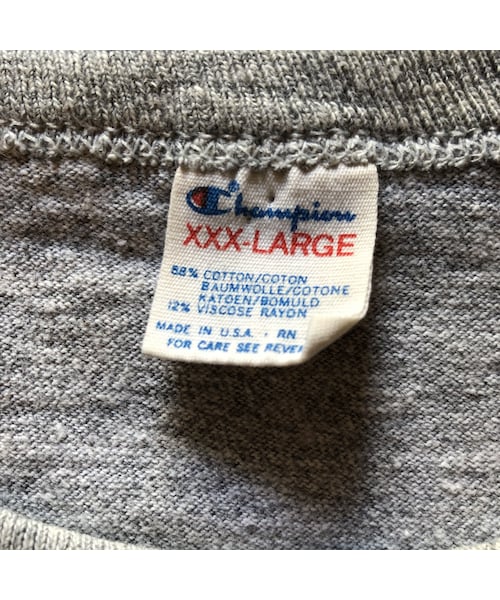 Champion
XXX-LARGE
88% COTTON/COTON
BAUMWOLLE/COTONE
KATOEN/BOMULD
12% VISCOSE RAYON
MADE IN U.S.A. · RN
FOR CARE SEE REVE